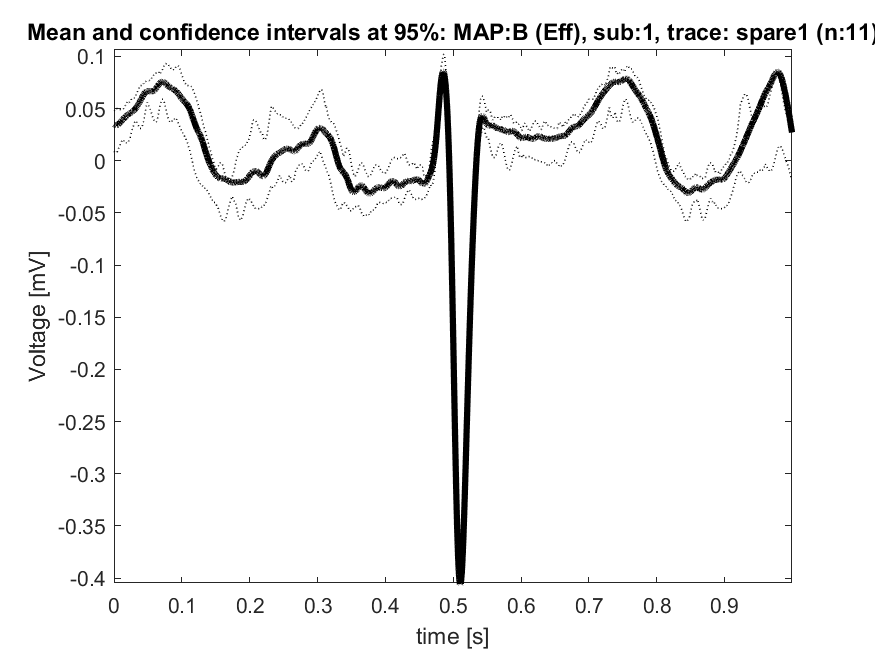 Mean and confidence intervals at 95%: MAP:B (Eff), sub:1, trace: spare1 (n:11)
0.1
0.05
0
-0.05
-0.1
-0.15
-0.2
-0.25
-0.3
-0.35
-0.4
Voltage [mV]
0 0.1 0.2 0.3 0.4 0.5 0.6 0.7 0.8 0.9
time [s]